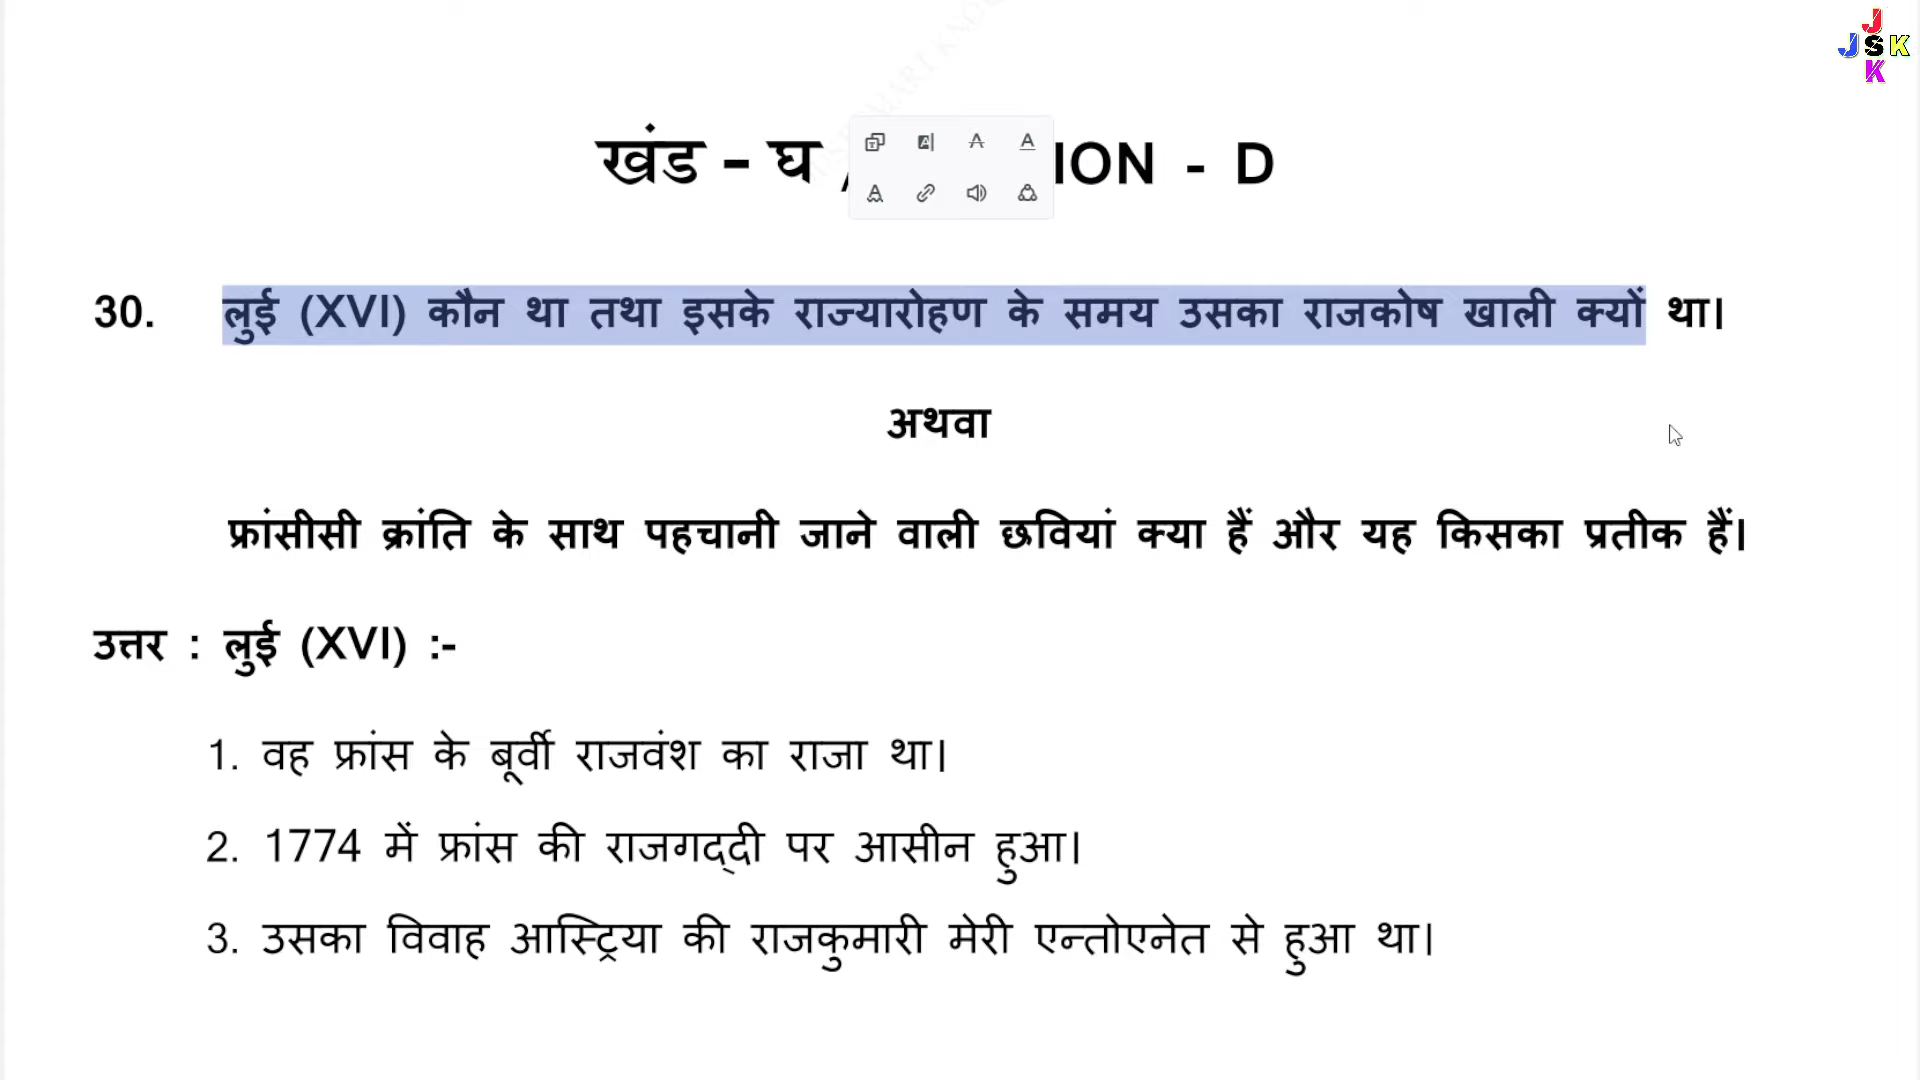 खंड - घ / ION - D
30. लुई (XVI) कौन था तथा इसके राज्यारोहण के समय उसका राजकोष खाली क्यों था।
अथवा
फ्रांसीसी क्रांति के साथ पहचानी जाने वाली छवियां क्या हैं और यह किसका प्रतीक हैं।
उत्तर : लुई (XVI) :-
1. वह फ्रांस के बूर्वी राजवंश का राजा था।
2. 1774 में फ्रांस की राजगद्दी पर आसीन हुआ।
3. उसका विवाह आस्ट्रिया की राजकुमारी मेरी एन्तोएनेत से हुआ था।
J
JSK
K